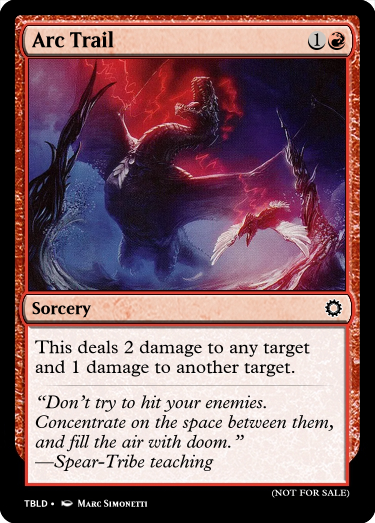 Arc Trail 1
Sorcery
This deals 2 damage to any target
and 1 damage to another target.
“Don’t try to hit your enemies.
Concentrate on the space between them,
and fill the air with doom.”
—Spear-Tribe teaching
TBLD • Marc Simonetti
(NOT FOR SALE)